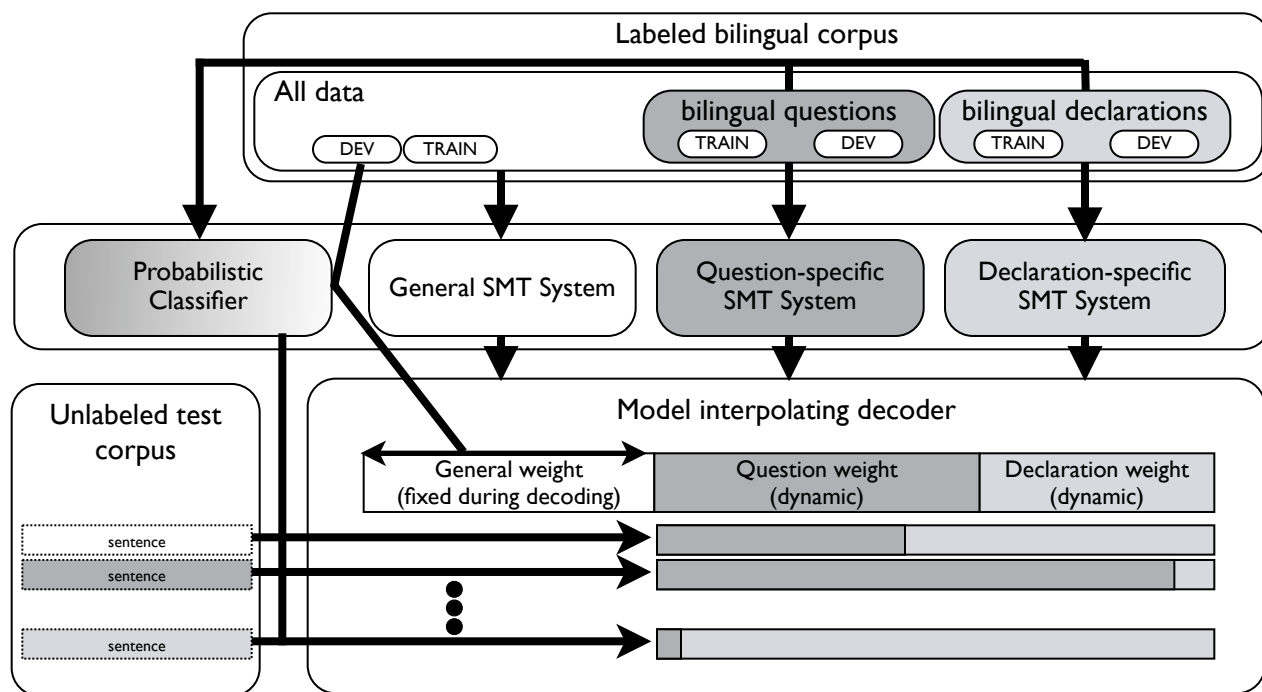 Labeled bilingual corpus
All data
bilingual questions
bilingual declarations
DEV
TRAIN
TRAIN
DEV
TRAIN
DEV
Probabilistic
Classifier
General SMT System
Question-specific
SMT System
Declaration-specific
SMT System
Unlabeled test
corpus
Model interpolating decoder
General weight
(fixed during decoding)
Question weight
(dynamic)
Declaration weight
(dynamic)
sentence
sentence
sentence